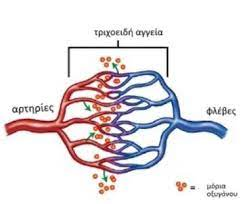 τριχοειδή αγγεία
αρτηρίες
φλέβες
= μόρια
οξυγόνου